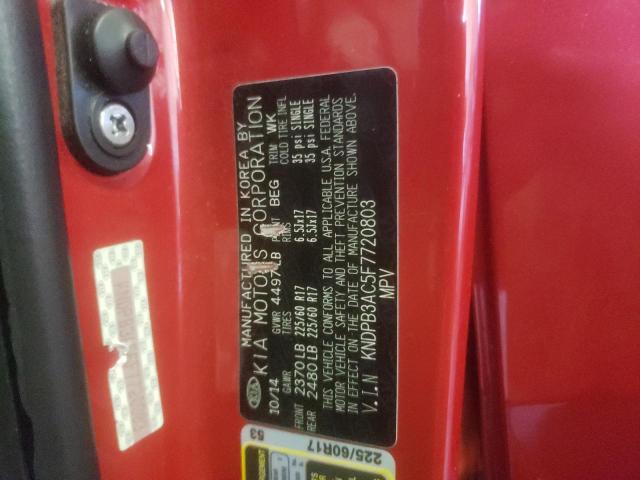 MANUFACTURED IN KOREA BY
KIA KIA MOTORS CORPORATION
10/14 GVWR 4497LB PAINT BEG TRIM WK
GAWR TIRES RIMS COLD TIRE INFL
FRONT 2370LB 225/60 R17 6.5Jx17 35 psi SINGLE
REAR 2480LB 225/60 R17 6.5Jx17 35 psi SINGLE
THIS VEHICLE CONFORMS TO ALL APPLICABLE U.S.A. FEDERAL
MOTOR VEHICLE SAFETY AND THEFT PREVENTION STANDARDS
IN EFFECT ON THE DATE OF MANUFACTURE SHOWN ABOVE.
V.I.N KNDPB3AC5F7720803
MPV
53
225/60R17